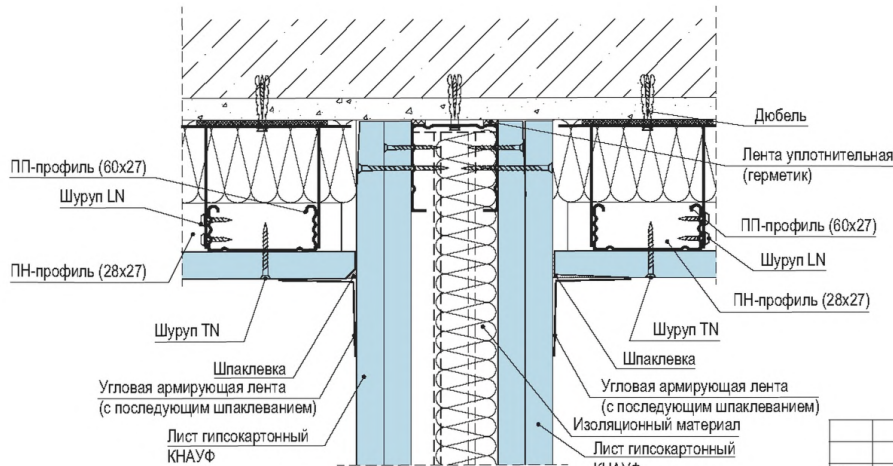 ПП-профиль (60х27)
Шуруп LN
ПН-профиль (28х27)
Шуруп TN
Шпаклевка
Угловая армирующая лента
(с последующим шпаклеванием)
Лист гипсокартонный
КНАУФ
Дюбель
Лента уплотнительная
(герметик)
ПП-профиль (60х27)
Шуруп LN
ПН-профиль (28х27)
Шуруп TN
Шпаклевка
Угловая армирующая лента
(с последующим шпаклеванием)
Изоляционный материал
Лист гипсокартонный
КНАУФ